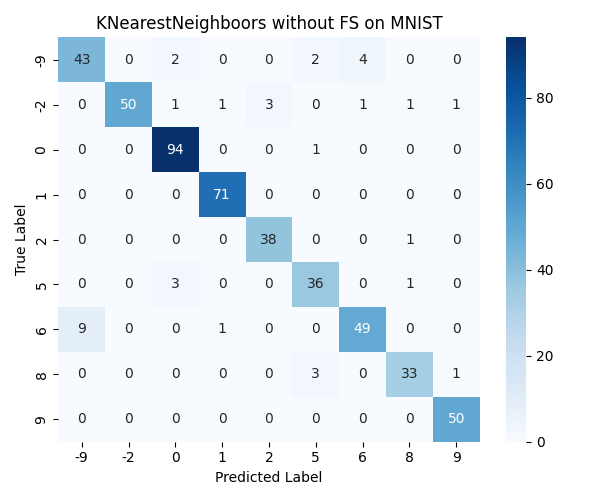 KNearestNeighboors without FS on MNIST
True Label
-9 43 0 2 0 0 2 4 0 0
-2 0 50 1 1 3 0 1 1 1
0 0 0 94 0 0 1 0 0 0
1 0 0 0 71 0 0 0 0 0
2 0 0 0 0 38 0 0 1 0
5 0 0 3 0 0 36 0 1 0
6 9 0 0 1 0 0 49 0 0
8 0 0 0 0 0 3 0 33 1
9 0 0 0 0 0 0 0 0 50
-9 -2 0 1 2 5 6 8 9
Predicted Label
80
60
40
20
0